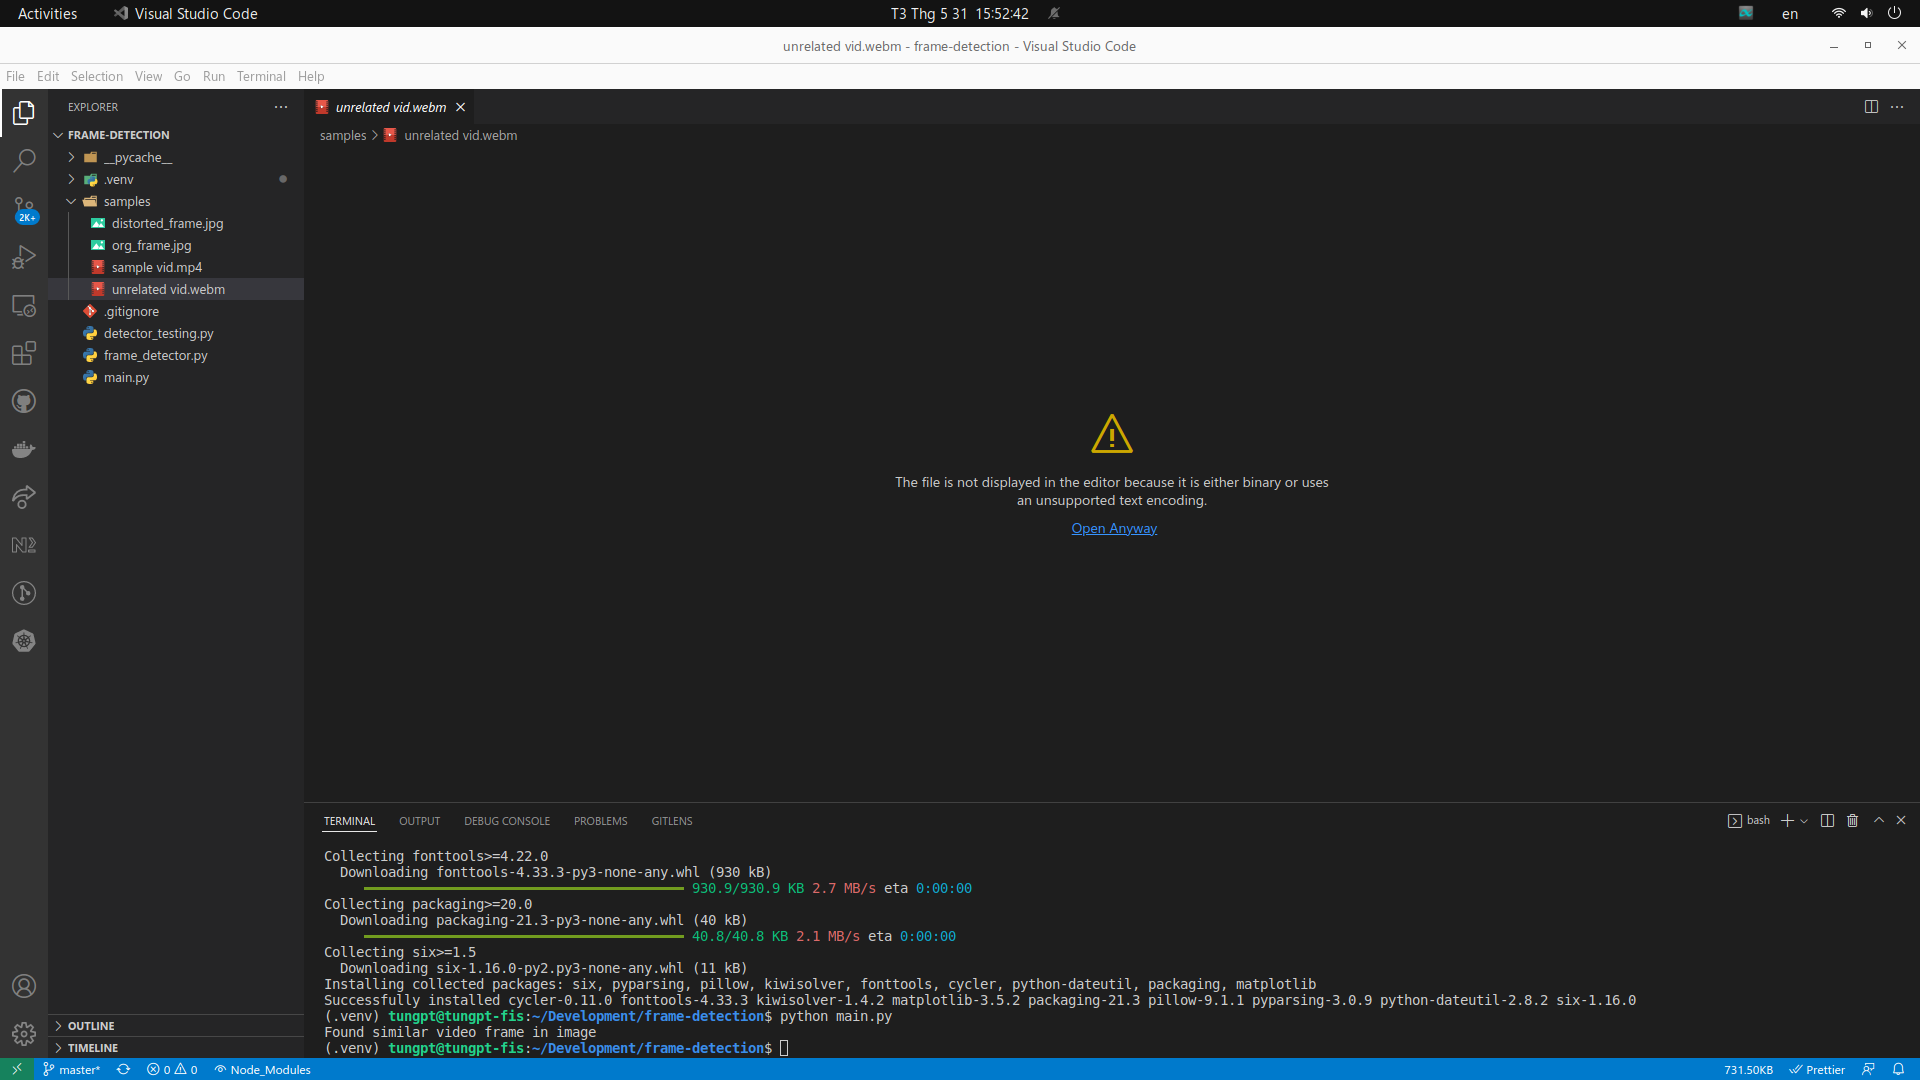 Activities Visual Studio Code T3 Thg 5 31 15:52:42 en
unrelated vid.webm - frame-detection - Visual Studio Code
File Edit Selection View Go Run Terminal Help
EXPLORER
FRAME-DETECTION
__pycache__
.venv
samples
distorted_frame.jpg
org_frame.jpg
sample vid.mp4
unrelated vid.webm
.gitignore
detector_testing.py
frame_detector.py
main.py
OUTLINE
TIMELINE
2K+
unrelated vid.webm
samples > unrelated vid.webm
The file is not displayed in the editor because it is either binary or uses
an unsupported text encoding.
Open Anyway
TERMINAL OUTPUT DEBUG CONSOLE PROBLEMS GITLENS bash
Collecting fonttools>=4.22.0
Downloading fonttools-4.33.3-py3-none-any.whl (930 kB)
930.9/930.9 KB 2.7 MB/s eta 0:00:00
Collecting packaging>=20.0
Downloading packaging-21.3-py3-none-any.whl (40 kB)
40.8/40.8 KB 2.1 MB/s eta 0:00:00
Collecting six>=1.5
Downloading six-1.16.0-py2.py3-none-any.whl (11 kB)
Installing collected packages: six, pyparsing, pillow, kiwisolver, fonttools, cycler, python-dateutil, packaging, matplotlib
Successfully installed cycler-0.11.0 fonttools-4.33.3 kiwisolver-1.4.2 matplotlib-3.5.2 packaging-21.3 pillow-9.1.1 pyparsing-3.0.9 python-dateutil-2.8.2 six-1.16.0
(.venv) tungpt@tungpt-fis:~/Development/frame-detection$ python main.py
Found similar video frame in image
(.venv) tungpt@tungpt-fis:~/Development/frame-detection$
master* 0 0 Node_Modules 731.50KB Prettier